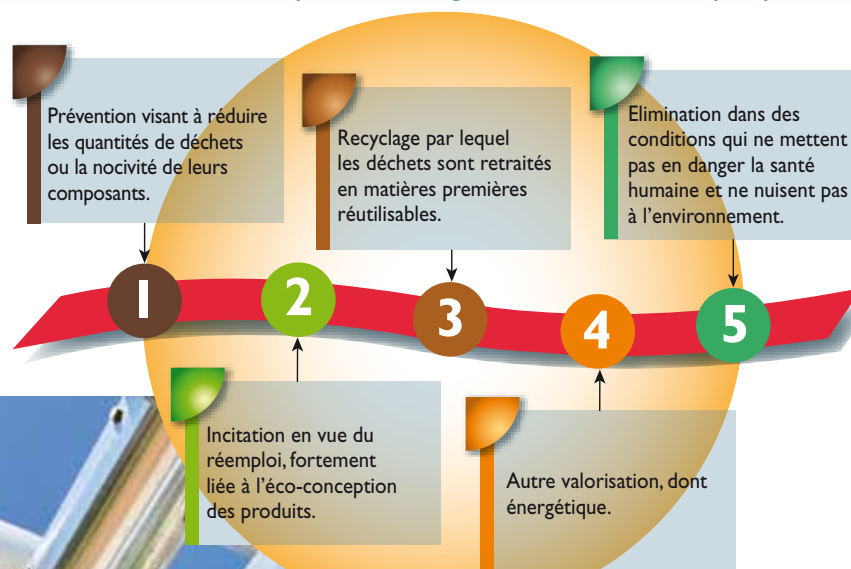 Prévention visant à réduire
les quantités de déchets
ou la nocivité de leurs
composants.
Recyclage par lequel
les déchets sont retraités
en matières premières
réutilisables.
Elimination dans des
conditions qui ne mettent
pas en danger la santé
humaine et ne nuisent pas
à l'environnement.
1
2
3
4
5
Incitation en vue du
réemploi, fortement
liée à l'éco-conception
des produits.
Autre valorisation, dont
énergétique.